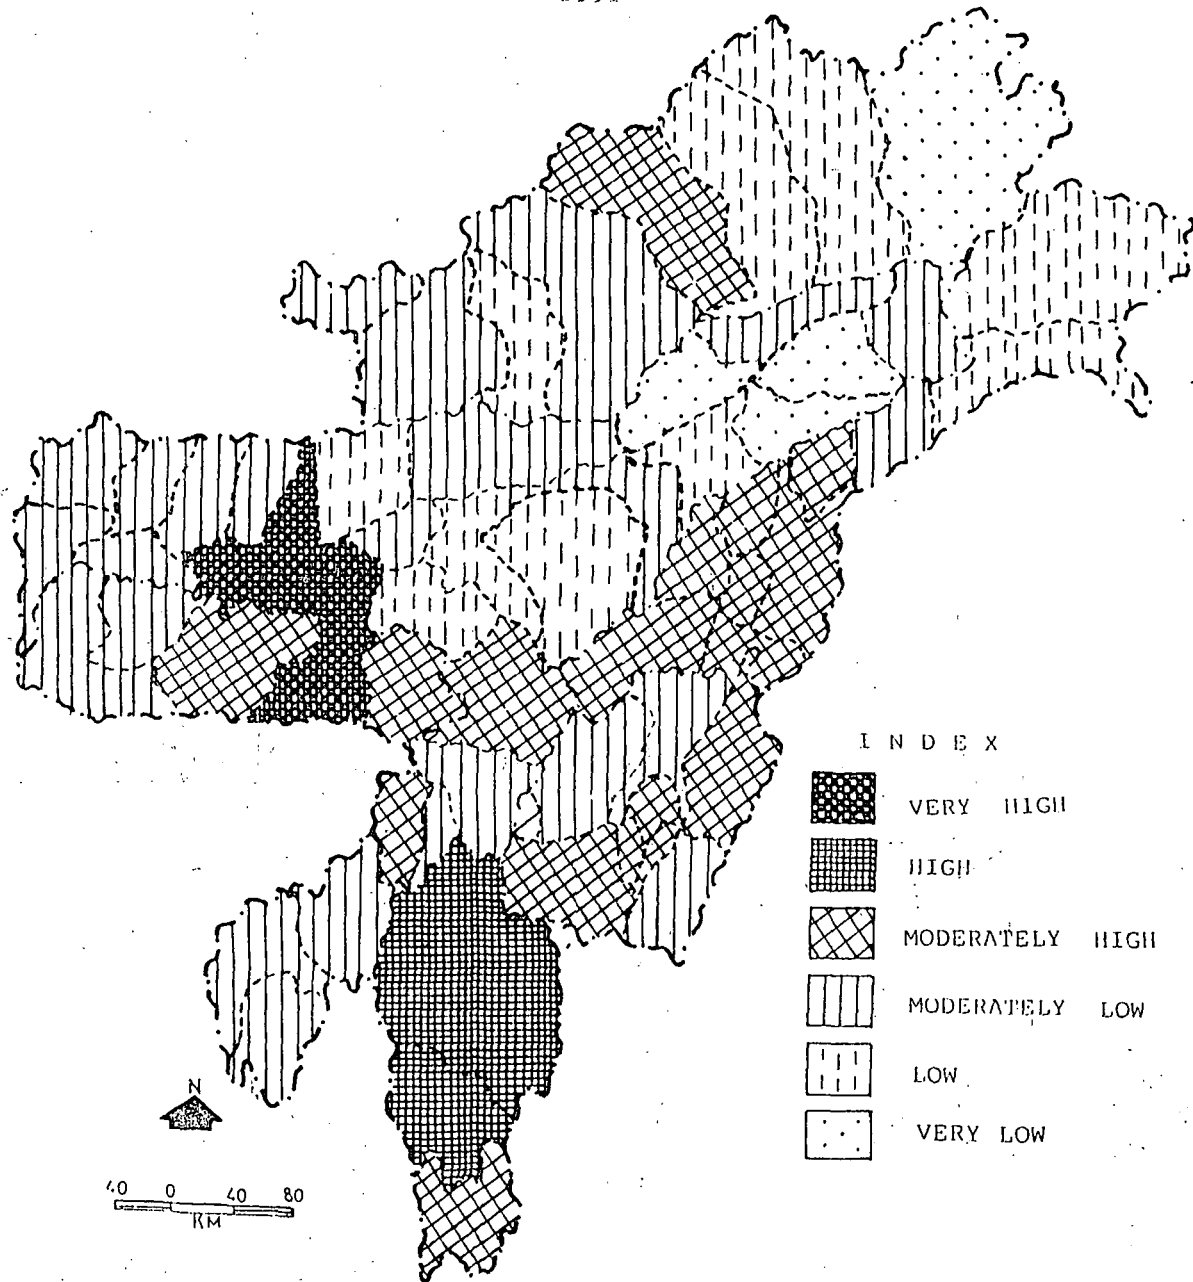 I N D E X
VERY HIGH
HIGH
MODERATELY HIGH
MODERATELY LOW
LOW
VERY LOW
N
40 0 40 80
KM